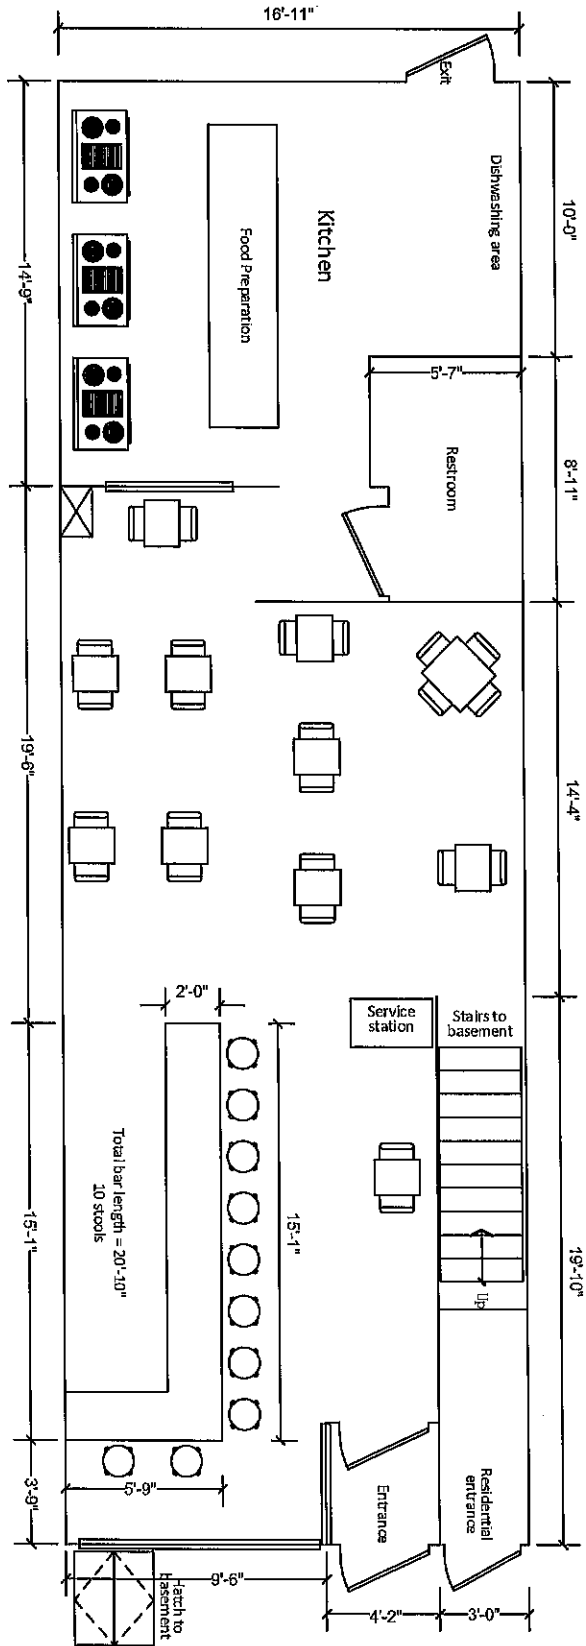 16'-11"
Exit
Dishwashing area
10'-0"
Kitchen
Food Preparation
14'-9"
5'-7"
Restroom
8'-11"
19'-6"
14'-4"
2'-0"
Service
station
Stairs to
basement
Total bar length = 20'-10"
10 stools
15'-1"
15'-1"
19'-10"
Up
Residential
entrance
Entrance
5'-9"
3'-9"
9'-6"
4'-2"
3'-0"
Hatch to
basement